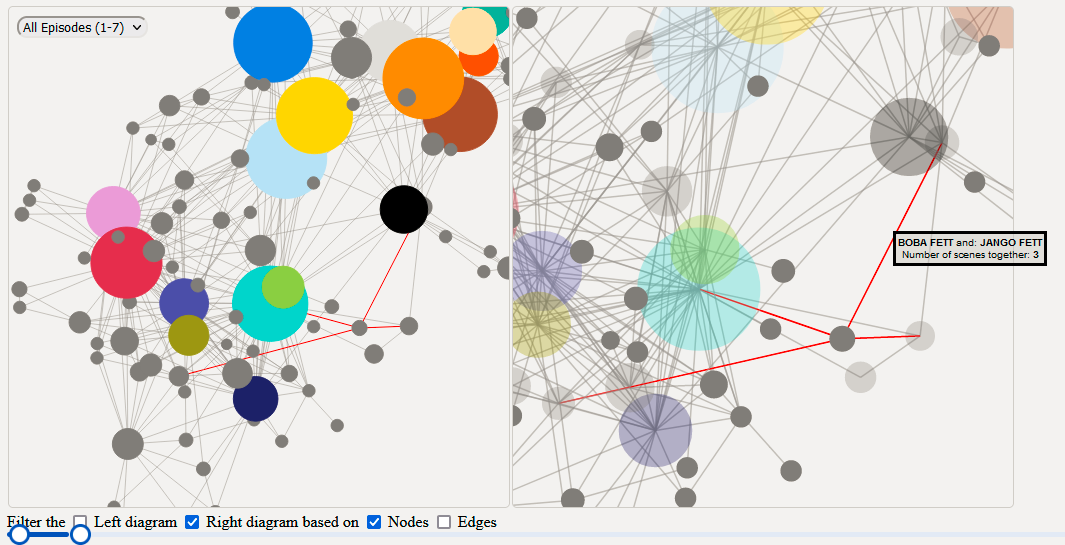 All Episodes (1-7)
BOBA FETT and: JANGO FETT
Number of scenes together: 3
Filter the Left diagram Right diagram based on Nodes Edges